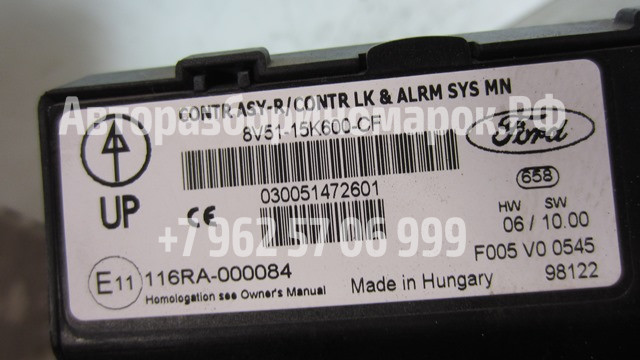 CONTR ASY-R/CONTR LK & ALRM SYS MN
Авторазбориномарок.РФ
8V51-15K600-CF
Ford
030051472601
658
UP
CE
HW SW
06 / 10.00
+7 962 57 06 999
F005 V0 0545
E11 116RA-000084
Made in Hungary
98122
Homologation see Owner's Manual